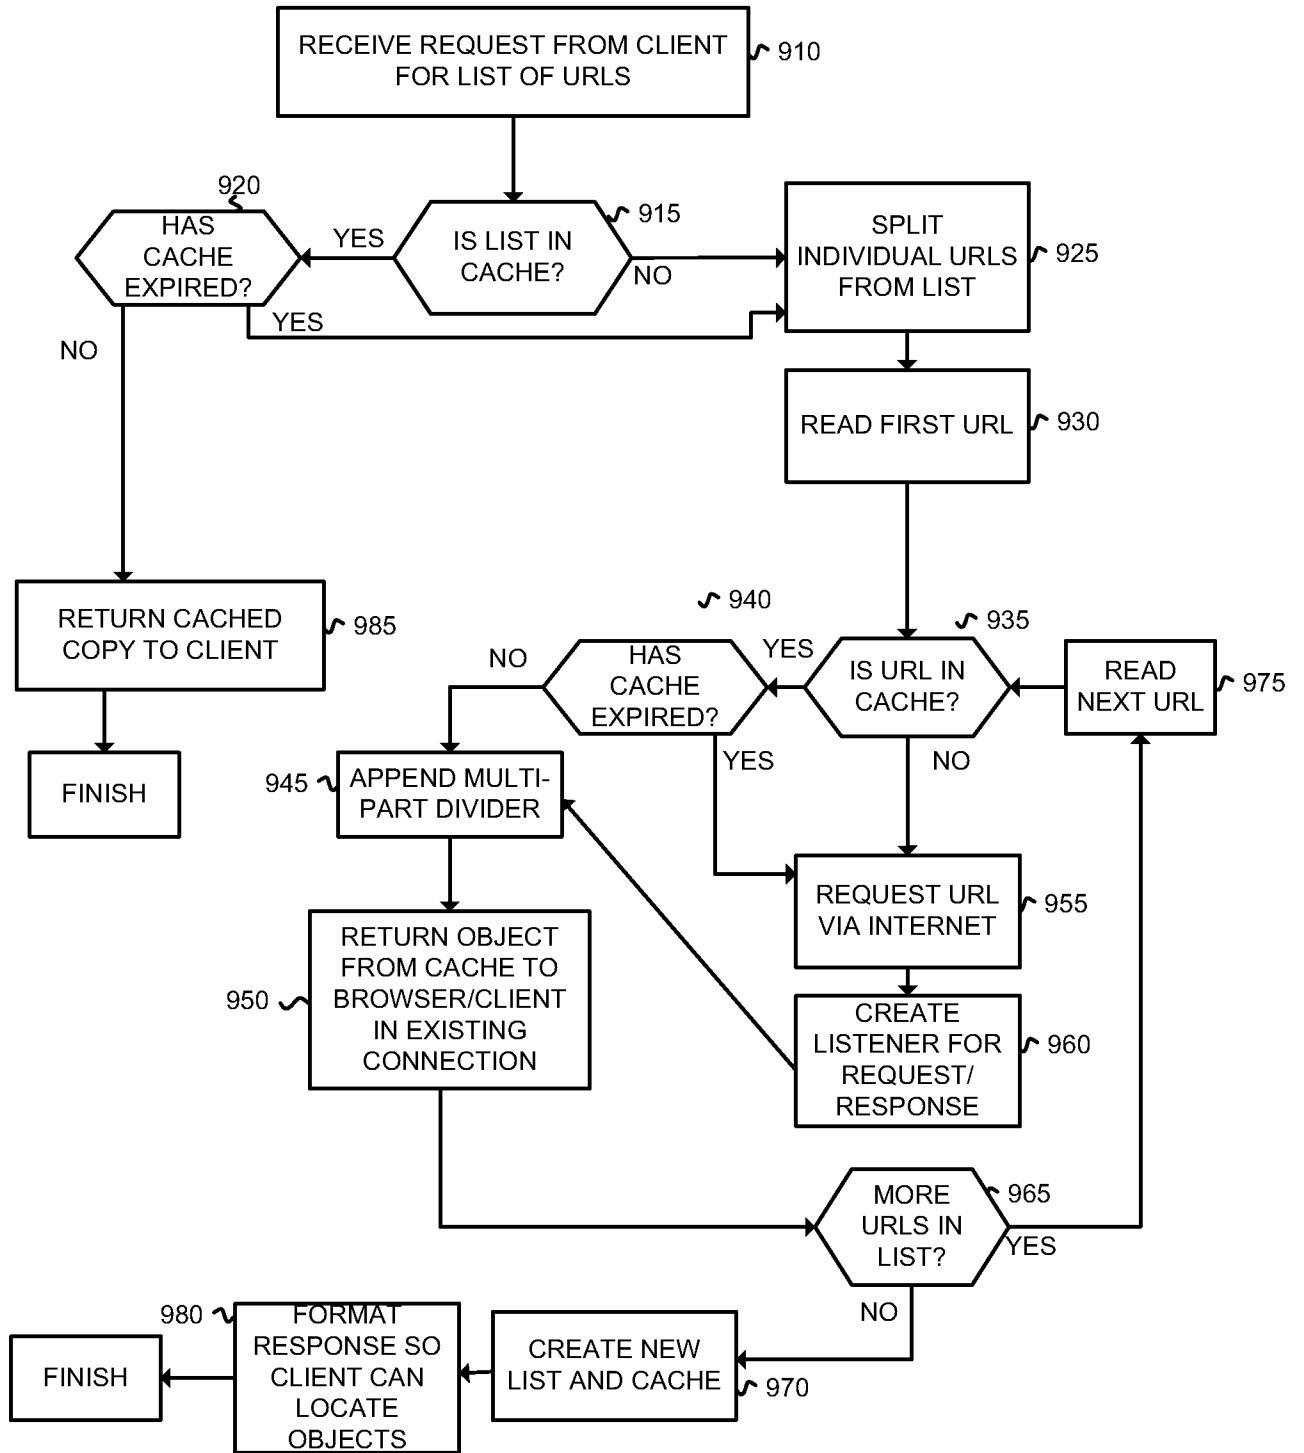 RECEIVE REQUEST FROM CLIENT
FOR LIST OF URLS
910
920
HAS
CACHE
EXPIRED?
YES
IS LIST IN
CACHE?
915
NO
SPLIT
INDIVIDUAL URLS
FROM LIST
925
YES
NO
READ FIRST URL
930
RETURN CACHED
COPY TO CLIENT
985
FINISH
940
935
NO
HAS
CACHE
EXPIRED?
YES
IS URL IN
CACHE?
READ
NEXT URL
975
YES
NO
945
APPEND MULTI-
PART DIVIDER
REQUEST URL
VIA INTERNET
955
950
RETURN OBJECT
FROM CACHE TO
BROWSER/CLIENT
IN EXISTING
CONNECTION
CREATE
LISTENER FOR
REQUEST/
RESPONSE
960
MORE
URLS IN
LIST?
965
YES
NO
980
FORMAT
RESPONSE SO
CLIENT CAN
LOCATE
OBJECTS
CREATE NEW
LIST AND CACHE
970
FINISH